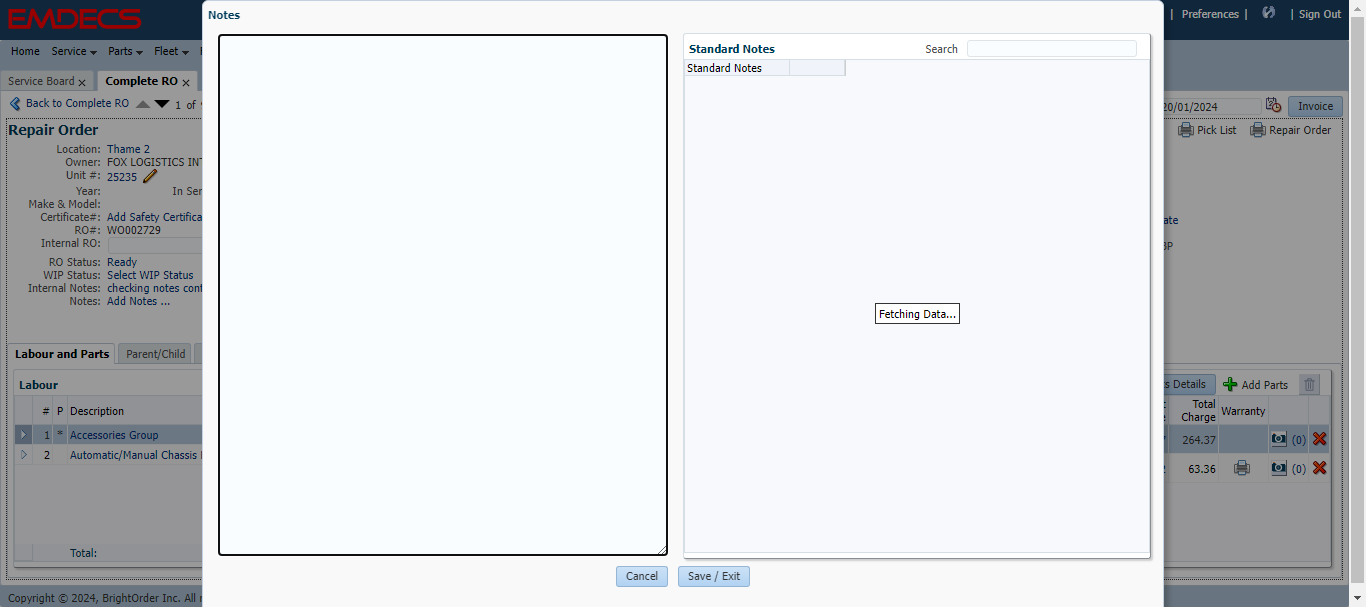 EMDECS
Notes
| Preferences | | Sign Out
Home Service Parts Fleet
Service Board x Complete RO x
Back to Complete RO 1 of
20/01/2024 Invoice
Pick List Repair Order
Repair Order
Location: Thame 2
Owner: FOX LOGISTICS INT
Unit #: 25235
Year: In Ser
Make & Model:
Certificate#: Add Safety Certifica
RO#: WO002729
Internal RO:
RO Status: Ready
WIP Status: Select WIP Status
Internal Notes: checking notes cont
Notes: Add Notes ...
Standard Notes Search
Standard Notes
Fetching Data...
Labour and Parts Parent/Child
Labour
# P Description
1 * Accessories Group
2 Automatic/Manual Chassis
Total:
s Details Add Parts
Total Charge Warranty
264.37 (0)
63.36 (0)
Cancel Save / Exit
Copyright © 2024, BrightOrder Inc. All